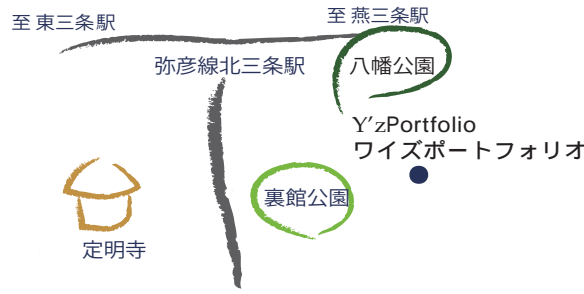 至 東三条駅
至 燕三条駅
弥彦線北三条駅
八幡公園
Y'zPortfolio
ワイズポートフォリオ
裏館公園
定明寺